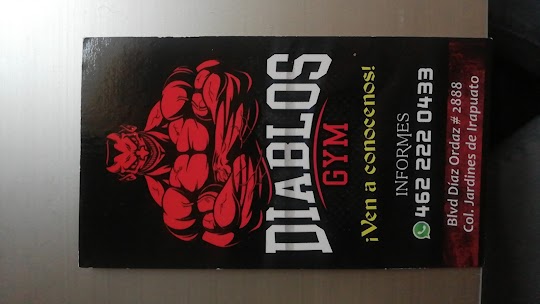 DIABLOS
GYM
¡Ven a conocenos!
INFORMES
462 222 0433
Blvd Díaz Ordaz # 2888
Col. Jardines de Irapuato